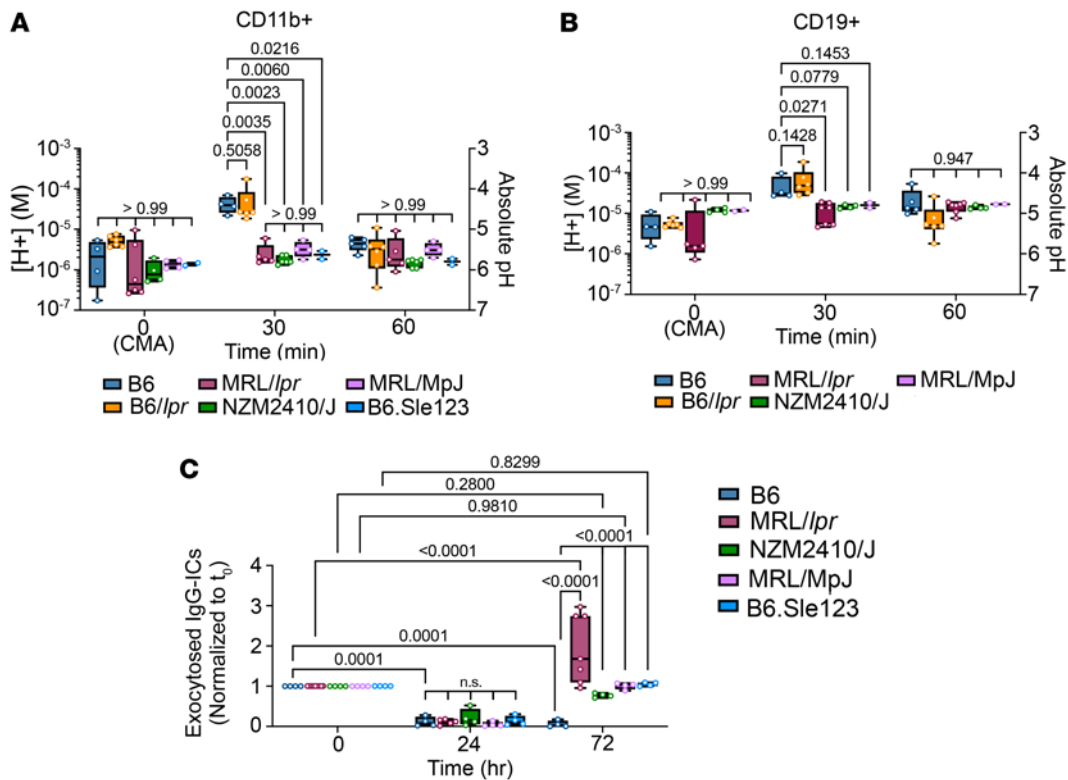 A
CD11b+
0.0216
0.0060
0.0023
0.0035
0.5058
> 0.99
> 0.99
> 0.99
[H+] (M)
10-3
10-4
10-5
10-6
10-7
3
4
5
6
7
Absolute pH
0 30 60
(CMA)
Time (min)
B6 MRL/lpr MRL/MpJ
B6/lpr NZM2410/J B6.Sle123
B
CD19+
0.1453
0.0779
0.0271
0.1428
> 0.99
0.947
[H+] (M)
10-3
10-4
10-5
10-6
10-7
3
4
5
6
7
Absolute pH
0 30 60
(CMA)
Time (min)
B6 MRL/lpr MRL/MpJ
B6/lpr NZM2410/J
C
0.8299
0.2800
0.9810
<0.0001
<0.0001
<0.0001
0.0001
0.0001
n.s.
Exocytosed IgG-ICs
(Normalized to t0)
4
3
2
1
0
0 24 72
Time (hr)
B6
MRL/lpr
NZM2410/J
MRL/MpJ
B6.Sle123